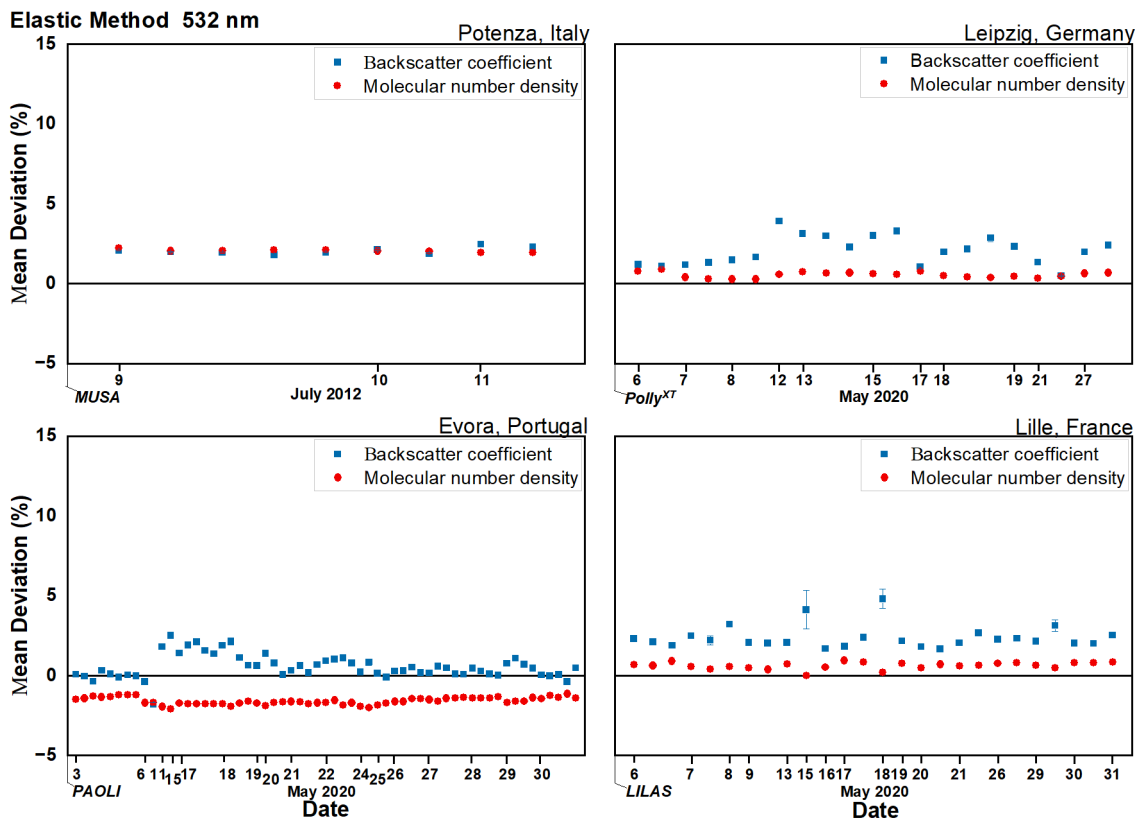 Elastic Method 532 nm
Potenza, Italy
Mean Deviation (%)
15
10
5
0
−5
Backscatter coefficient
Molecular number density
9 10 11
MUSA
July 2012
Leipzig, Germany
Backscatter coefficient
Molecular number density
6 7 8 12 13 15 17 18 19 21 27
Polly^XT
May 2020
Evora, Portugal
Mean Deviation (%)
15
10
5
0
−5
Backscatter coefficient
Molecular number density
3 6 11 15 17 18 19 20 21 22 24 25 26 27 28 29 30
PAOLI
May 2020
Date
Lille, France
Backscatter coefficient
Molecular number density
6 7 8 9 13 15 16 17 18 19 20 21 26 29 30 31
LILAS
May 2020
Date